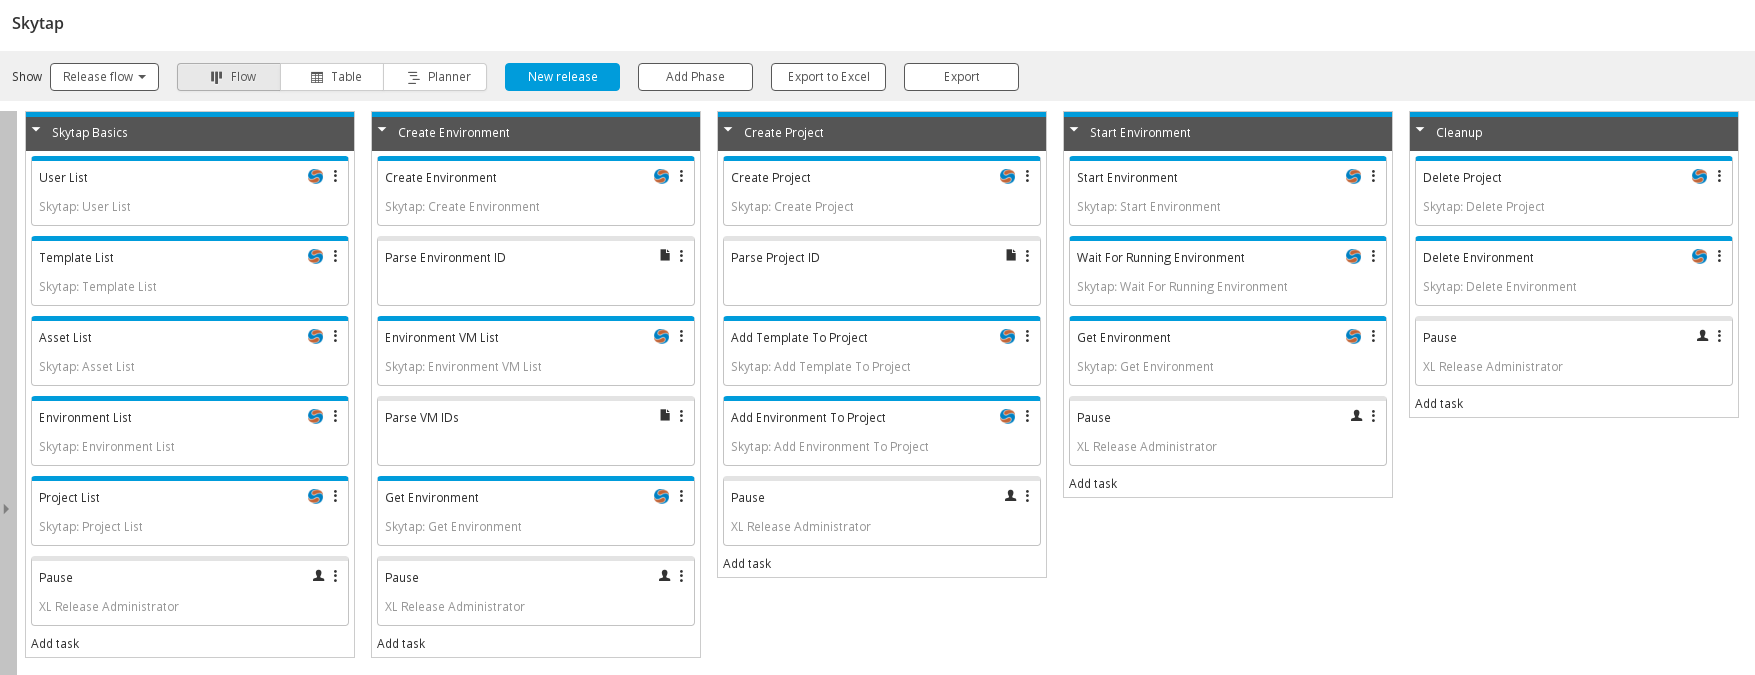 Skytap
Show
Release flow
Flow
Table
Planner
New release
Add Phase
Export to Excel
Export
Skytap Basics
User List
Skytap: User List
Template List
Skytap: Template List
Asset List
Skytap: Asset List
Environment List
Skytap: Environment List
Project List
Skytap: Project List
Pause
XL Release Administrator
Add task
Create Environment
Create Environment
Skytap: Create Environment
Parse Environment ID
Environment VM List
Skytap: Environment VM List
Parse VM IDs
Get Environment
Skytap: Get Environment
Pause
XL Release Administrator
Add task
Create Project
Create Project
Skytap: Create Project
Parse Project ID
Add Template To Project
Skytap: Add Template To Project
Add Environment To Project
Skytap: Add Environment To Project
Pause
XL Release Administrator
Add task
Start Environment
Start Environment
Skytap: Start Environment
Wait For Running Environment
Skytap: Wait For Running Environment
Get Environment
Skytap: Get Environment
Pause
XL Release Administrator
Add task
Cleanup
Delete Project
Skytap: Delete Project
Delete Environment
Skytap: Delete Environment
Pause
XL Release Administrator
Add task